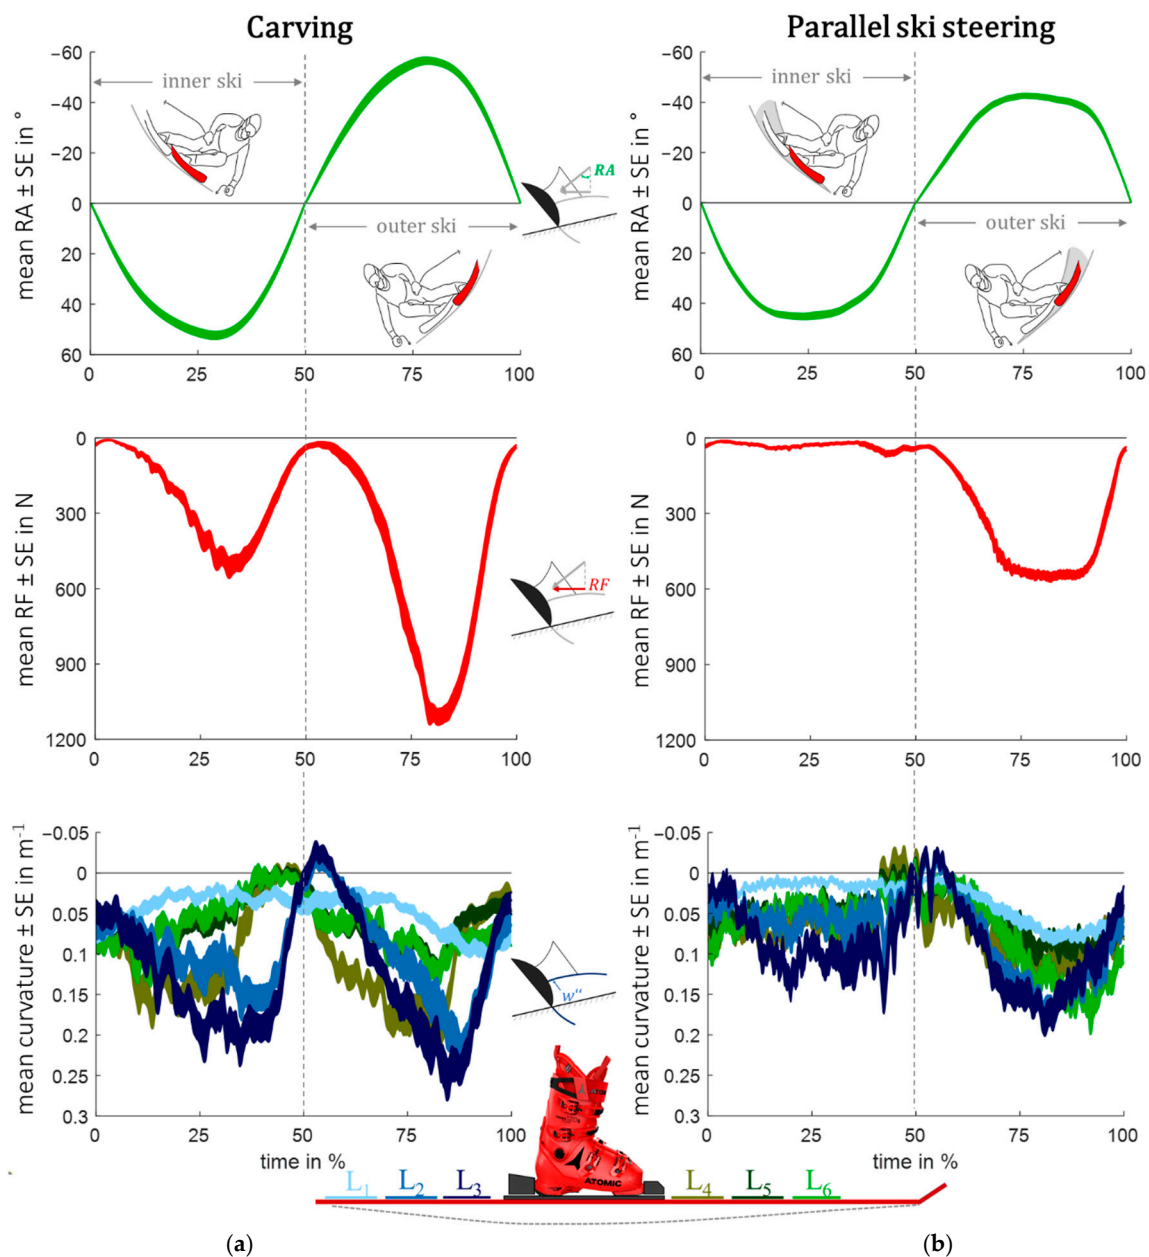 Carving
Parallel ski steering
mean RA ± SE in °
−60
−40
−20
0
20
40
60
inner ski
outer ski
0 25 50 75 100
RA
mean RA ± SE in °
−60
−40
−20
0
20
40
60
inner ski
outer ski
0 25 50 75 100
mean RF ± SE in N
0
300
600
900
1200
0 25 50 75 100
RF
mean RF ± SE in N
0
300
600
900
1200
0 25 50 75 100
mean curvature ± SE in m-1
−0.05
0
0.05
0.1
0.15
0.2
0.25
0.3
0 25 50 75 100
time in %
w“
mean curvature ± SE in m-1
−0.05
0
0.05
0.1
0.15
0.2
0.25
0.3
0 25 50 75 100
time in %
ATOMIC
L1 L2 L3 L4 L5 L6
(a) (b)